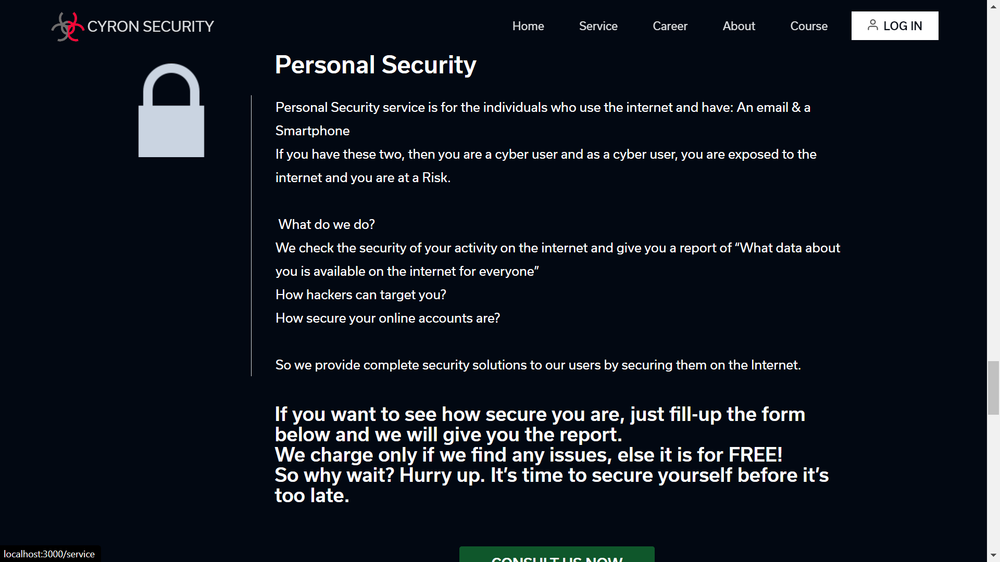 CYRON SECURITY
Home
Service
Career
About
Course
LOG IN
Personal Security
Personal Security service is for the individuals who use the internet and have: An email & a
Smartphone
If you have these two, then you are a cyber user and as a cyber user, you are exposed to the
internet and you are at a Risk.
What do we do?
We check the security of your activity on the internet and give you a report of “What data about
you is available on the internet for everyone”
How hackers can target you?
How secure your online accounts are?
So we provide complete security solutions to our users by securing them on the Internet.
If you want to see how secure you are, just fill-up the form
below and we will give you the report.
We charge only if we find any issues, else it is for FREE!
So why wait? Hurry up. It’s time to secure yourself before it’s
too late.
CONSULT US NOW
localhost:3000/service